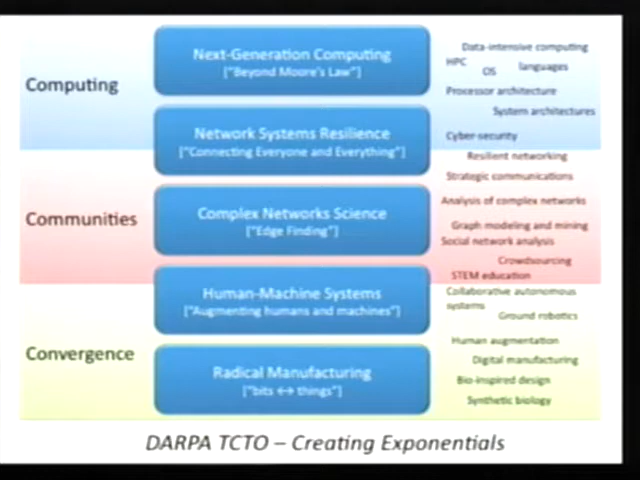 Computing
Communities
Convergence
Next-Generation Computing
["Beyond Moore's Law"]
Network Systems Resilience
["Connecting Everyone and Everything"]
Complex Networks Science
["Edge Finding"]
Human-Machine Systems
["Augmenting humans and machines"]
Radical Manufacturing
["bits ↔ things"]
Data-intensive computing
HPC
OS
languages
Processor architecture
System architectures
Cyber-security
Resilient networking
Strategic communications
Analysis of complex networks
Graph modeling and mining
Social network analysis
Crowdsourcing
STEM education
Collaborative autonomous
systems
Ground robotics
Human augmentation
Digital manufacturing
Bio-inspired design
Synthetic biology
DARPA TCTO – Creating Exponentials